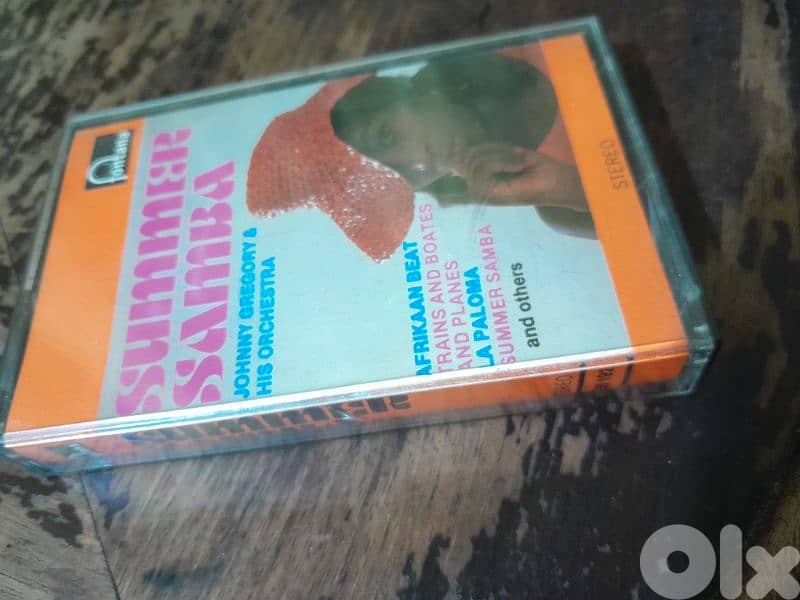 fontana
SUMMER
SAMBA
JOHNNY GREGORY &
HIS ORCHESTRA
AFRIKAAN BEAT
TRAINS AND BOATES
AND PLANES
LA PALOMA
SUMMER SAMBA
and others
STEREO
SUMMER
OLX